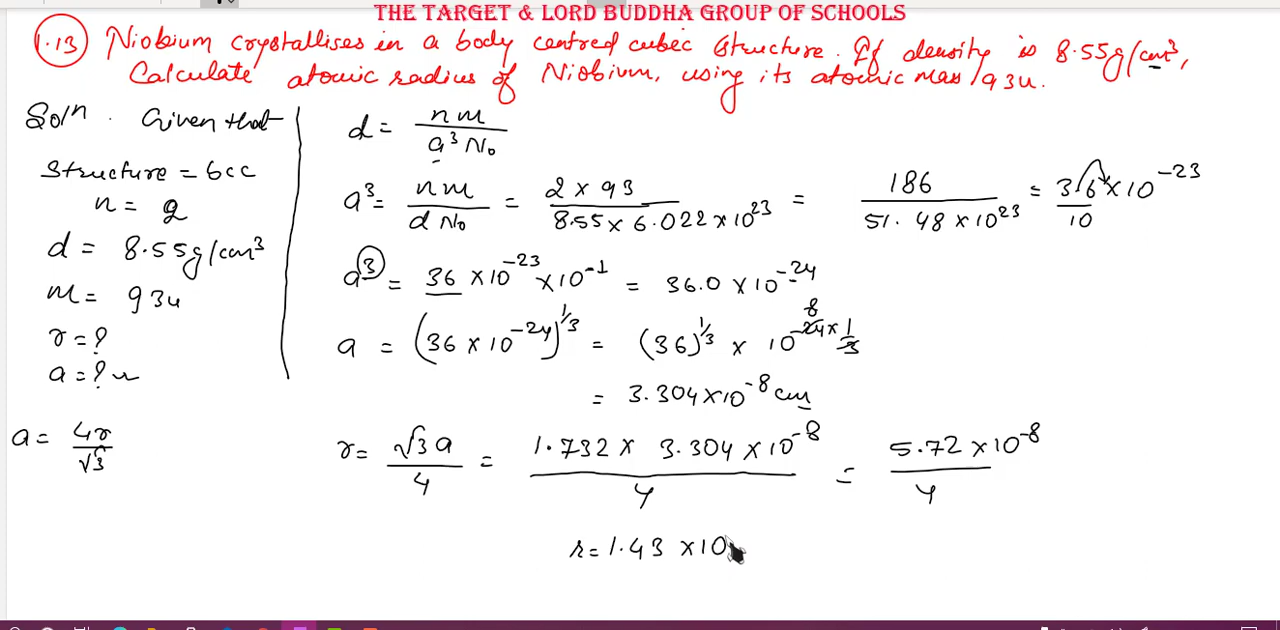 THE TARGET & LORD BUDDHA GROUP OF SCHOOLS
1.13) Niobium crystallises in a body centred cubic structure. If density is 8.55g/cm³,
Calculate atomic radius of Niobium, using its atomic mass 93u.
Soln. Given that
Structure = bcc
n = 2
d = 8.55g/cm³
m = 93u
r = ?
a = ?
a = 4r/√3
d = nm/a³N₀
a³ = nm/dN₀ = 2 × 93/8.55 × 6.022 × 10²³ = 186/51.48 × 10²³ = 36/10 × 10⁻²³
a³ = 36 × 10⁻²³ × 10⁻¹ = 36.0 × 10⁻²⁴
a = (36 × 10⁻²⁴)^1/3 = (36)^1/3 × 10^-24 × 1/3 8
= 3.304 × 10⁻⁸ cm
r = √3a/4 = 1.732 × 3.304 × 10⁻⁸/4 = 5.72 × 10⁻⁸/4
r = 1.43 × 10